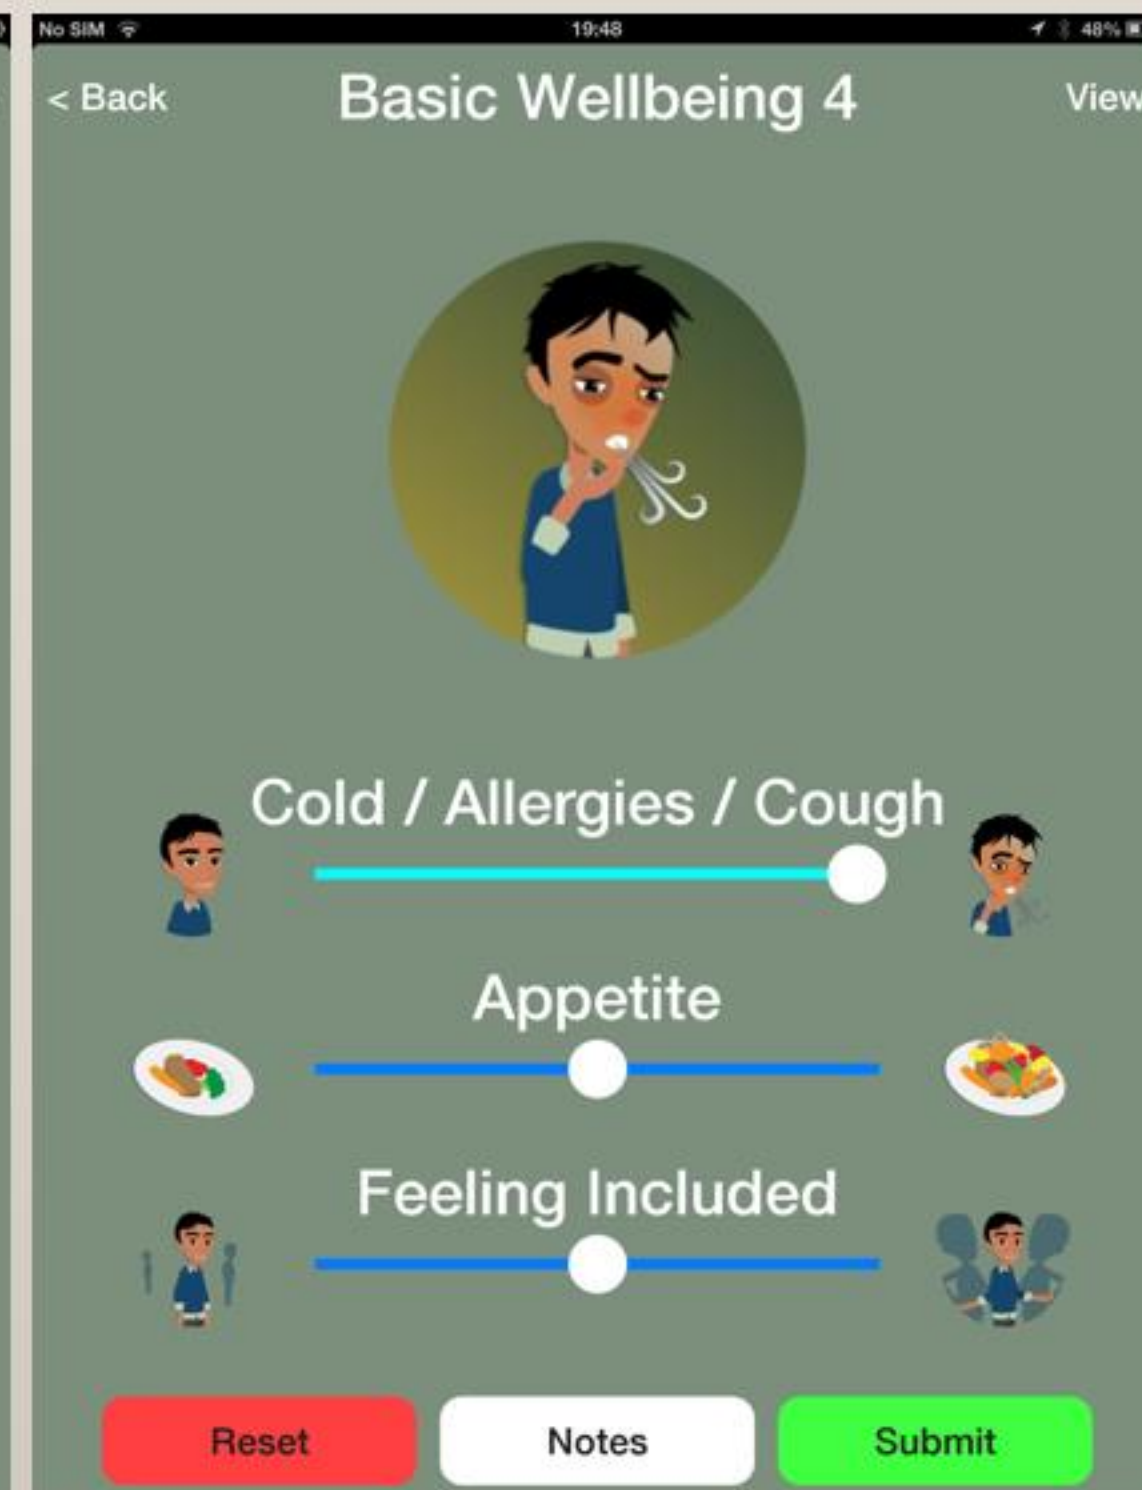 No SIM 19:48 48%
< Back Basic Wellbeing 4 View
Cold / Allergies / Cough
Appetite
Feeling Included
Reset Notes Submit